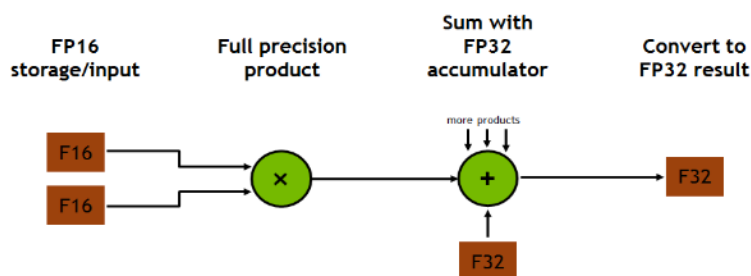 FP16
storage/input
Full precision
product
Sum with
FP32
accumulator
Convert to
FP32 result
more products
F16
F16
×
+
F32
F32